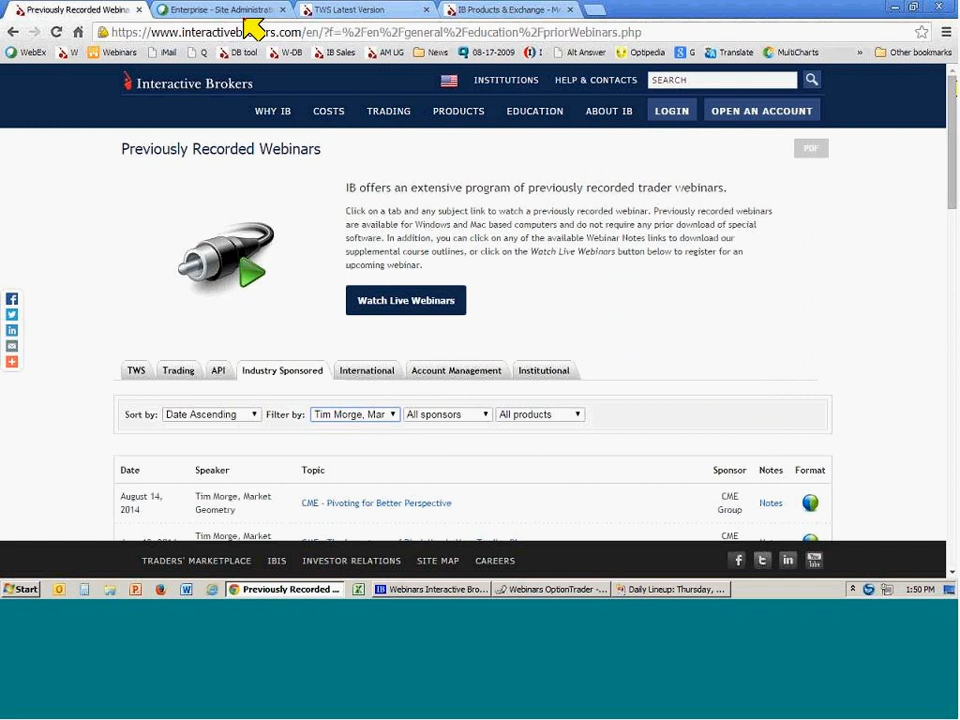 Previously Recorded Webina
Enterprise - Site Administrati
TWS Latest Version
IB Products & Exchange - M
https://www.interactiveb ers.com/en/?f=%2Fen%2Fgeneral%2Feducation%2FpriorWebinars.php
WebEx W Webinars iMail Q DB tool W-DB IB Sales AM UG News 08-17-2009 I Alt Answer Optipedia G Translate MultiCharts » Other bookmarks
Interactive Brokers INSTITUTIONS HELP & CONTACTS SEARCH
WHY IB COSTS TRADING PRODUCTS EDUCATION ABOUT IB LOGIN OPEN AN ACCOUNT
Previously Recorded Webinars PDF
IB offers an extensive program of previously recorded trader webinars.
Click on a tab and any subject link to watch a previously recorded webinar. Previously recorded webinars
are available for Windows and Mac based computers and do not require any prior download of special
software. In addition, you can click on any of the available Webinar Notes links to download our
supplemental course outlines, or click on the Watch Live Webinars button below to register for an
upcoming webinar.
Watch Live Webinars
TWS Trading API Industry Sponsored International Account Management Institutional
Sort by: Date Ascending Filter by: Tim Morge, Mar All sponsors All products
Date Speaker Topic Sponsor Notes Format
August 14, 2014
Tim Morge, Market Geometry
CME - Pivoting for Better Perspective
CME Group
Notes
Tim Morge, Market
CME
TRADERS' MARKETPLACE IBIS INVESTOR RELATIONS SITE MAP CAREERS
Start Previously Recorded ... Webinars Interactive Bro... Webinars OptionTrader -... Daily Lineup: Thursday, ... 1:50 PM